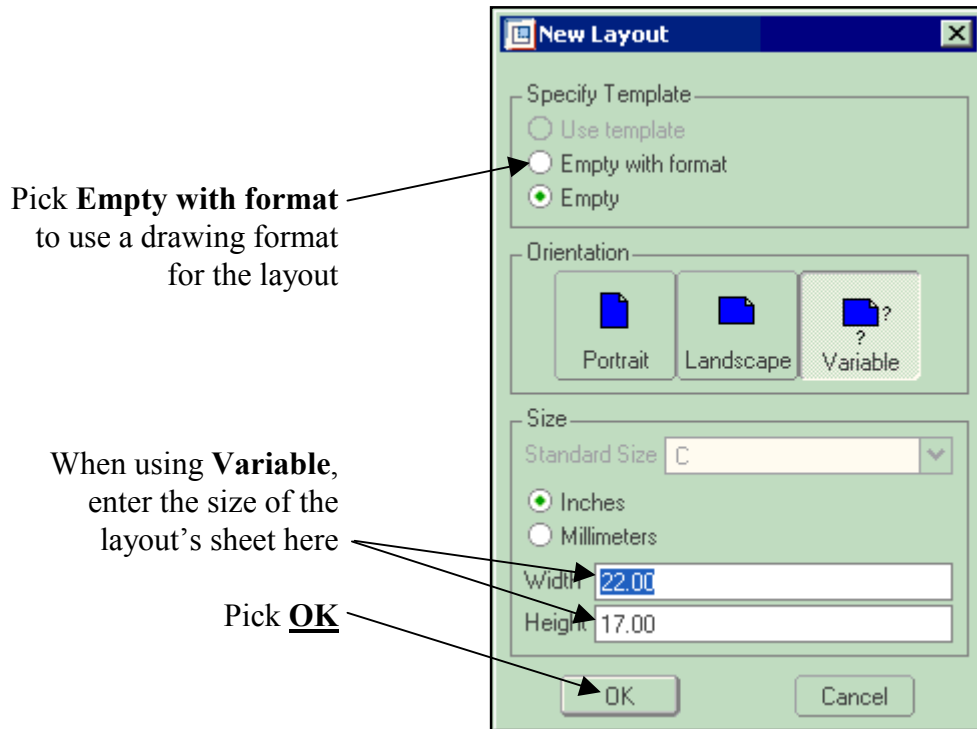 New Layout
Specify Template
Use template
Pick Empty with format
to use a drawing format
for the layout
Empty with format
Empty
Orientation
Portrait
Landscape
?
?
Variable
Size
When using Variable,
enter the size of the
layout’s sheet here
Standard Size C
Inches
Millimeters
Width 22.00
Height 17.00
Pick OK
OK
Cancel